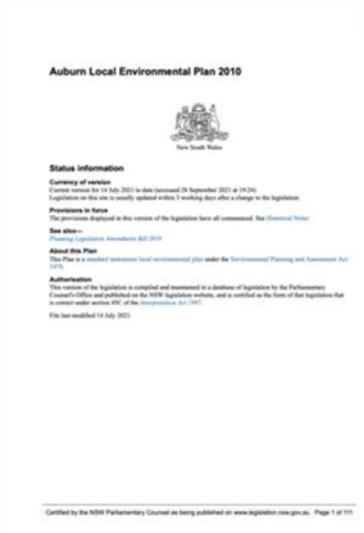 Auburn Local Environmental Plan 2010
New South Wales
Status information
Currency of version
Current version for 14 July 2021 to date (accessed 28 September 2021 at 19:24)
Legislation on this site is usually updated within 3 working days after a change to the legislation.
Provisions in force
The provisions displayed in this version of the legislation have all commenced. See Historical Notes
See also—
Planning Legislation Amendment Bill 2019
About this Plan
This Plan is a standard instrument local environmental plan under the Environmental Planning and Assessment Act
1979.
Authorisation
This version of the legislation is compiled and maintained in a database of legislation by the Parliamentary
Counsel's Office and published on the NSW legislation website, and is certified as the form of that legislation that
is correct under section 45C of the Interpretation Act 1987.
File last modified 14 July 2021.
Certified by the NSW Parliamentary Counsel as being published on www.legislation.nsw.gov.au Page 1 of 111